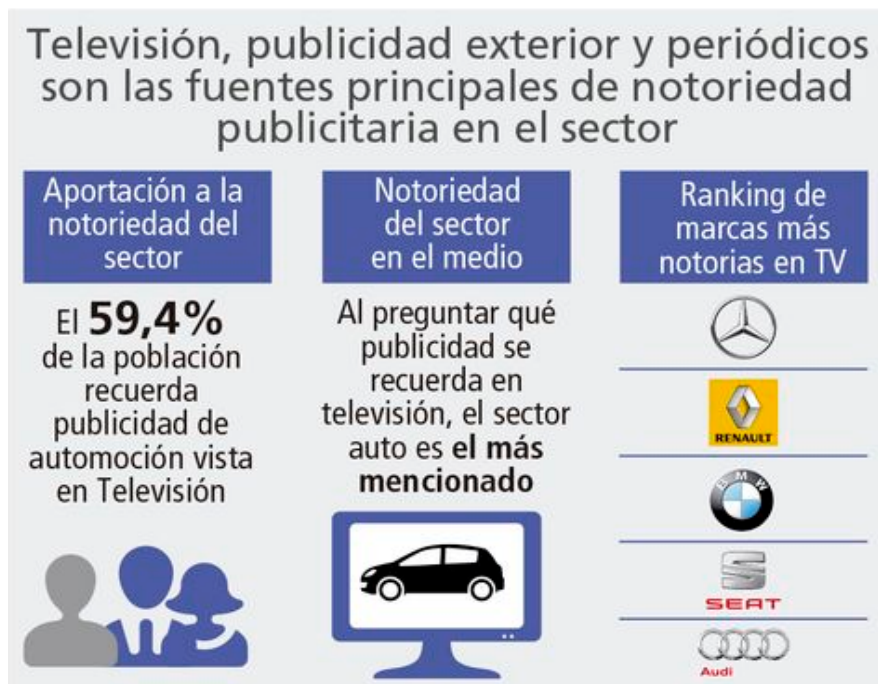 Televisión, publicidad exterior y periódicos
son las fuentes principales de notoriedad
publicitaria en el sector
Aportación a la
notoriedad del
sector
El 59,4%
de la población
recuerda
publicidad de
automoción vista
en Televisión
Notoriedad
del sector
en el medio
Al preguntar qué
publicidad se
recuerda en
televisión, el sector
auto es el más
mencionado
Ranking de
marcas más
notorias en TV
RENAULT
BMW
SEAT
Audi